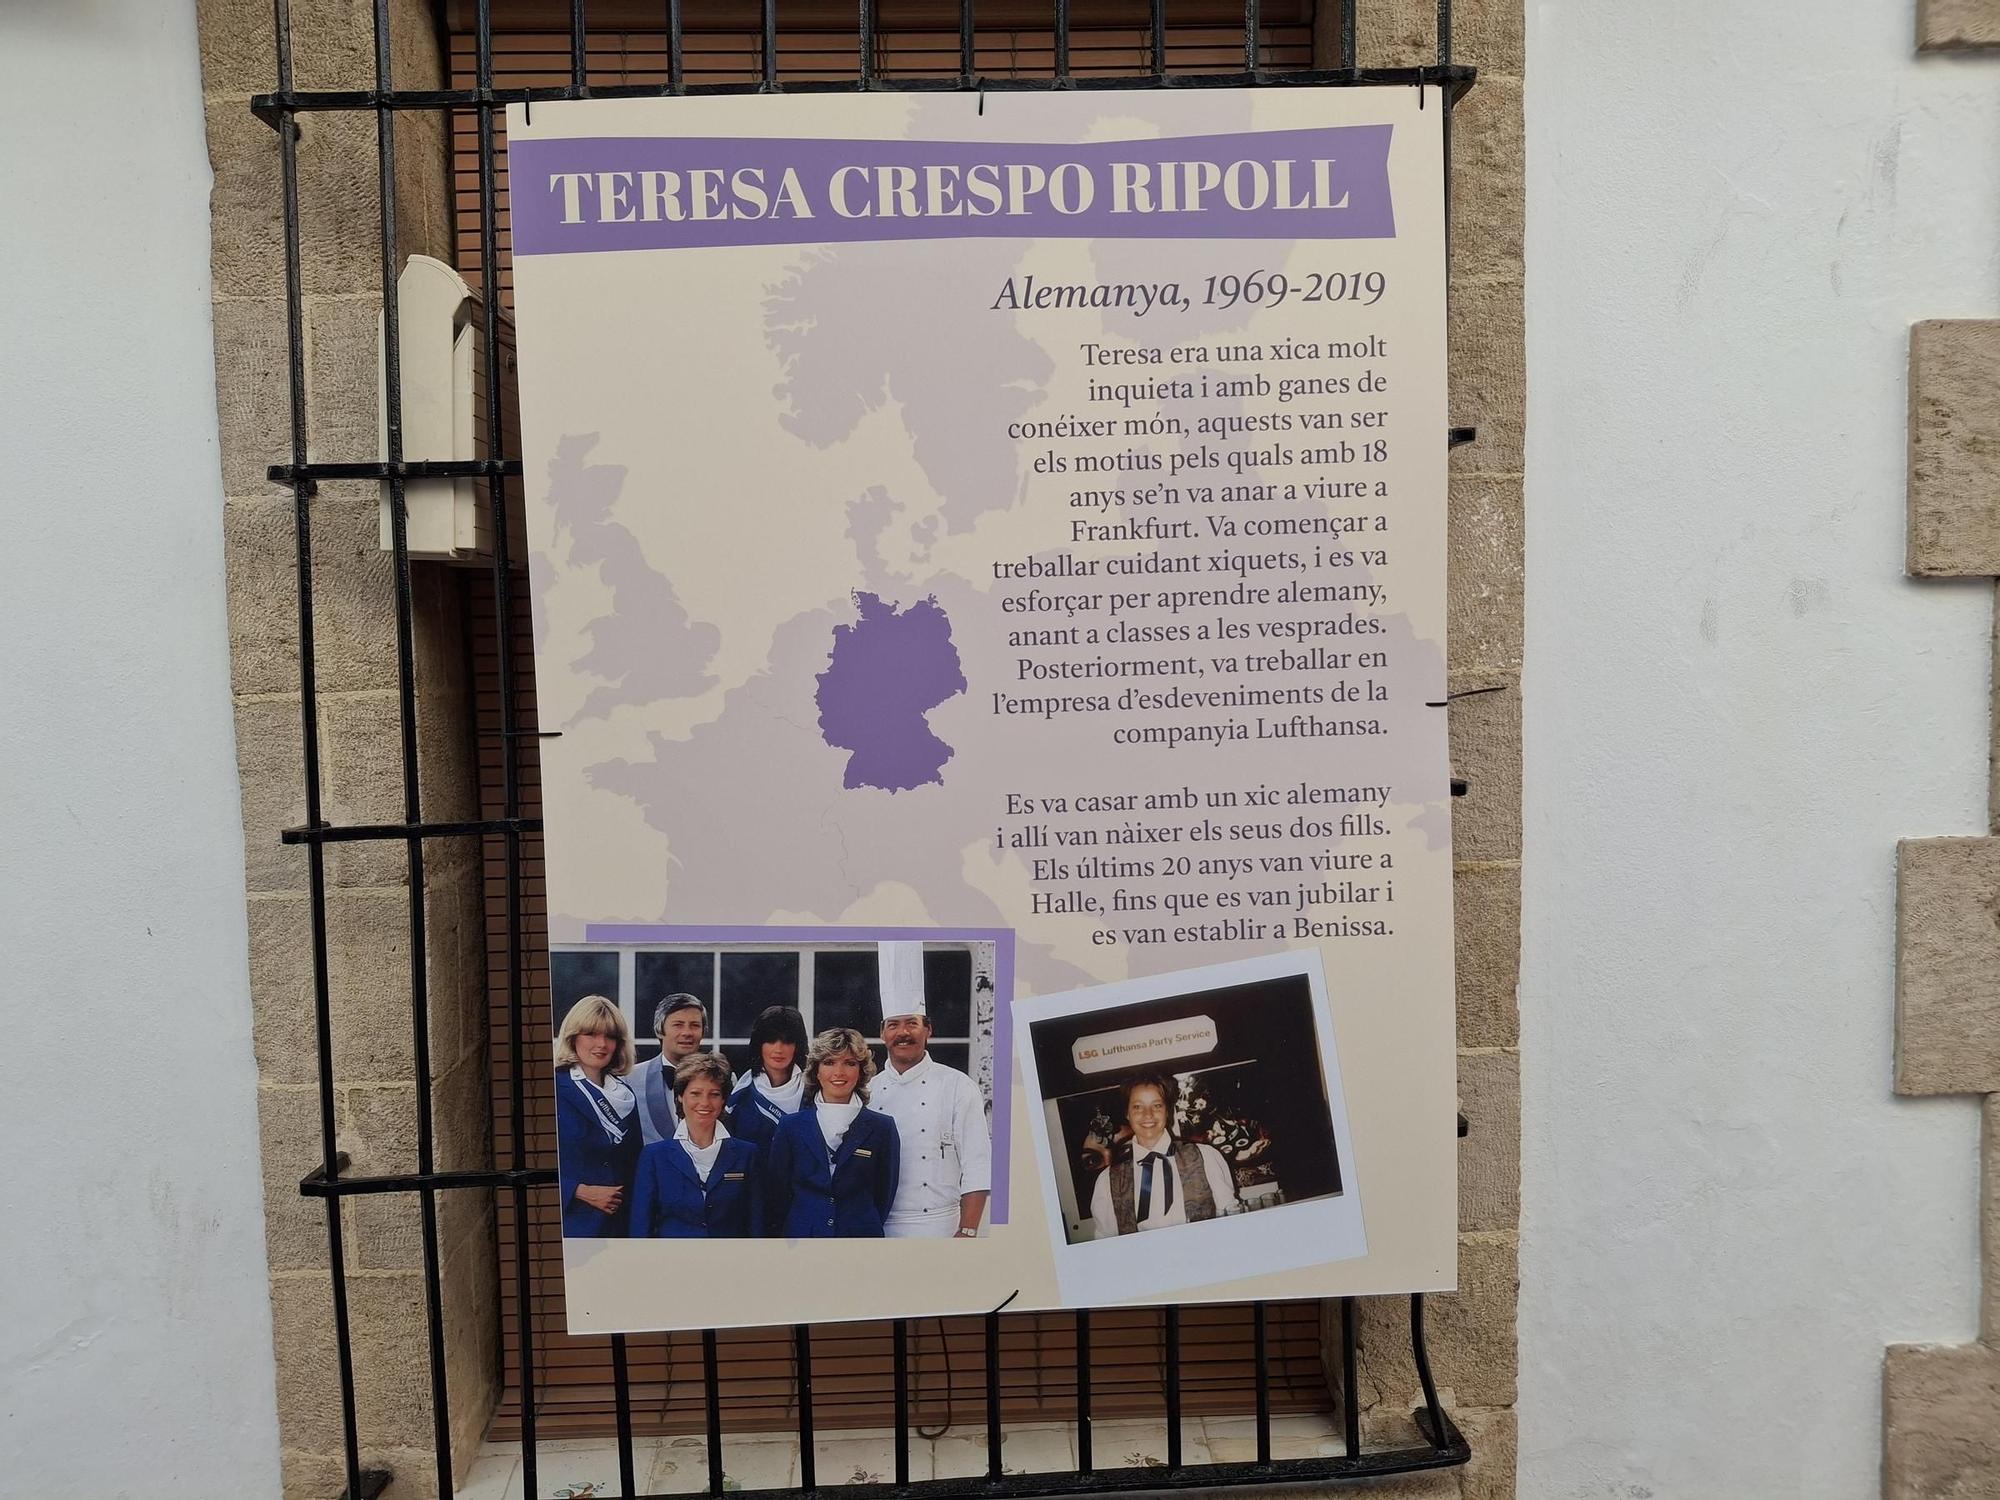 TERESA CRESPO RIPOLL
Alemanya, 1969-2019
Teresa era una xica molt
inquieta i amb ganes de
conéixer món, aquests van ser
els motius pels quals amb 18
anys se'n va anar a viure a
Frankfurt. Va començar a
treballar cuidant xiquets, i es va
esforçar per aprendre alemany,
anant a classes a les vesprades.
Posteriorment, va treballar en
l'empresa d'esdeveniments de la
companyia Lufthansa.
Es va casar amb un xic alemany
i allí van nàixer els seus dos fills.
Els últims 20 anys van viure a
Halle, fins que es van jubilar i
es van establir a Benissa.
Lufthansa
Lufth
LSG Lufthansa Party Service